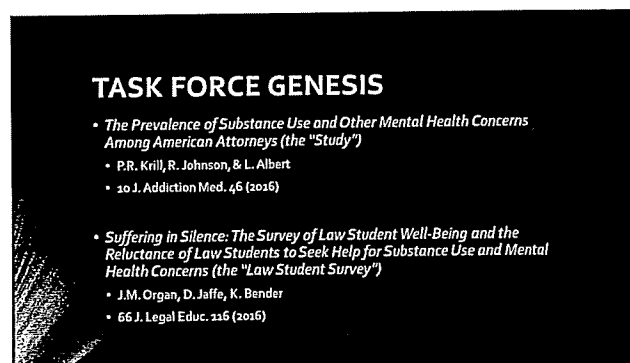 TASK FORCE GENESIS
• The Prevalence of Substance Use and Other Mental Health Concerns
Among American Attorneys (the "Study")
• P.R. Krill, R. Johnson, & L. Albert
• 10 J. Addiction Med. 46 (2016)
• Suffering in Silence: The Survey of Law Student Well-Being and the
Reluctance of Law Students to Seek Help for Substance Use and Mental
Health Concerns (the "Law Student Survey")
• J.M. Organ, D. Jaffe, K. Bender
• 66 J. Legal Educ. 116 (2016)